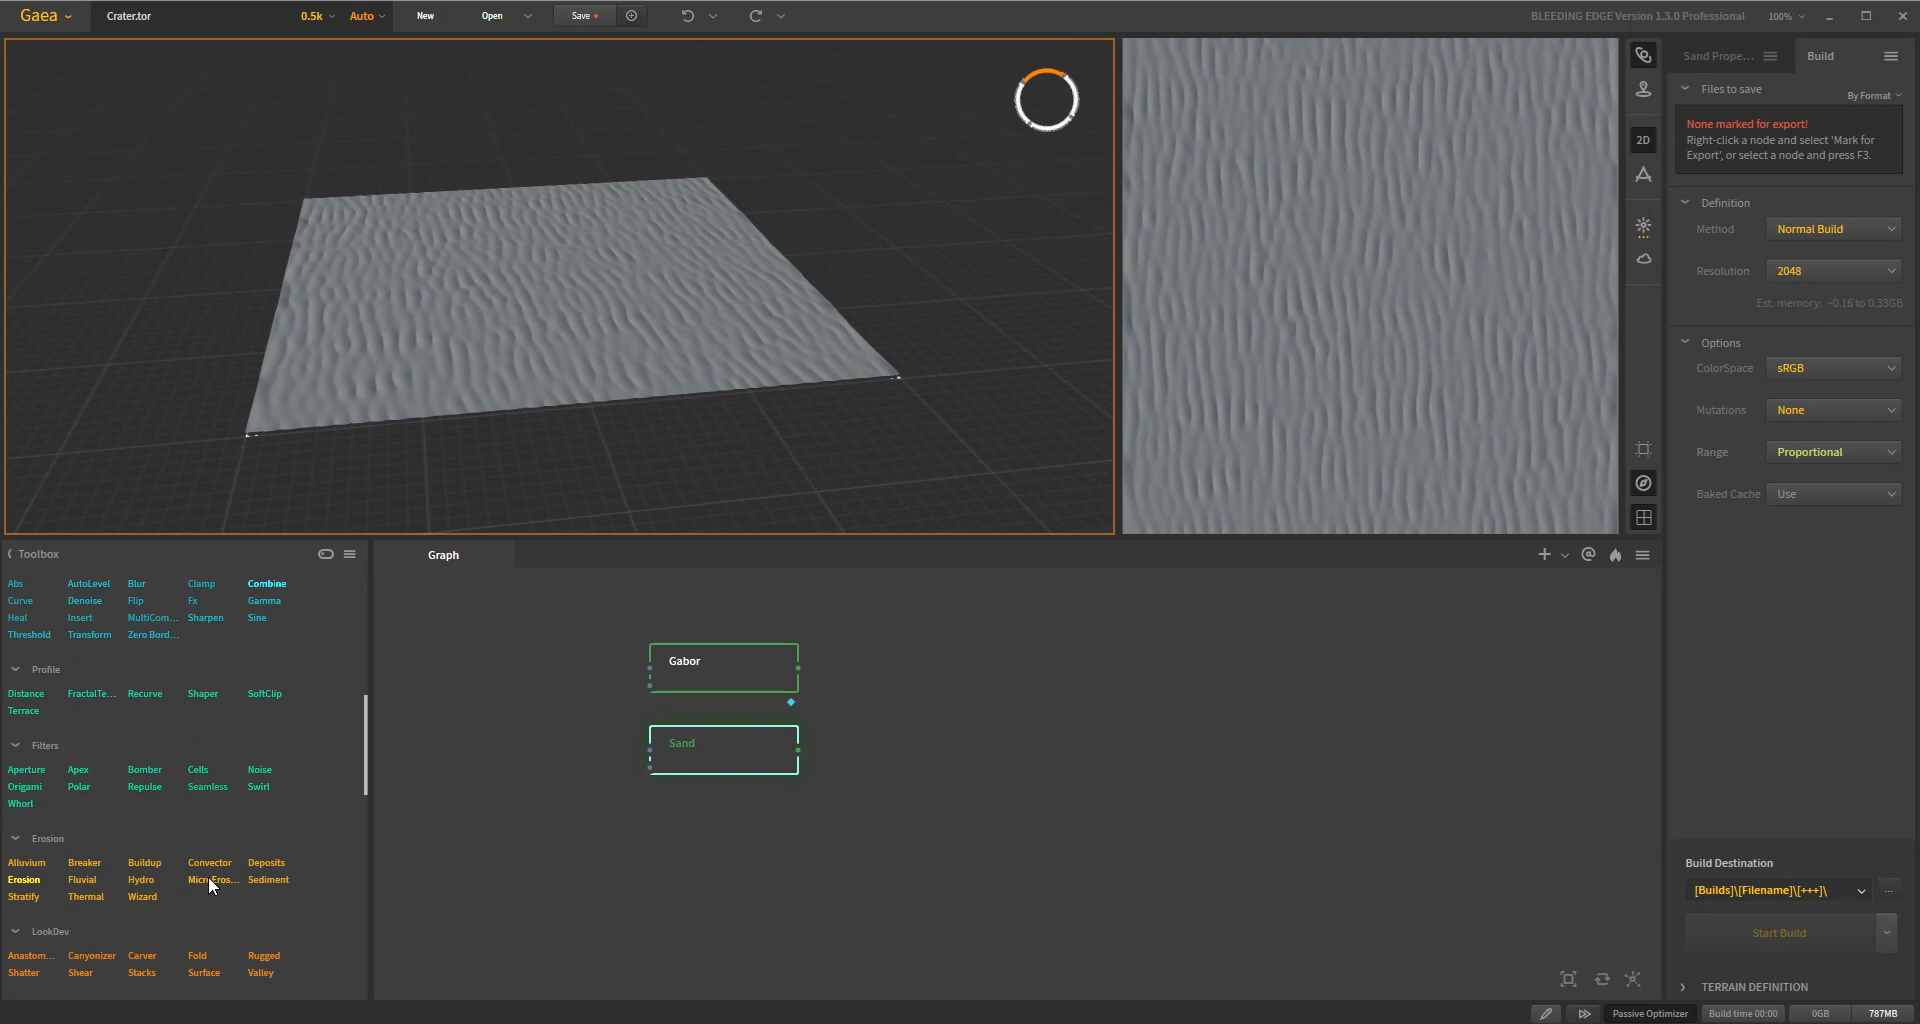 Gaea
Crater.tor
0.5k
Auto
New
Open
Save
BLEEDING EDGE Version 1.3.0 Professional
100%
Sand Prope...
Build
Files to save
By Format
None marked for export!
Right-click a node and select 'Mark for
Export', or select a node and press F3.
2D
Definition
Method
Normal Build
Resolution
2048
Est. memory: ~0.16 to 0.33GB
Options
ColorSpace
sRGB
Mutations
None
Range
Proportional
Baked Cache
Use
Toolbox
Graph
Abs AutoLevel Blur Clamp Combine
Curve Denoise Flip Fx Gamma
Heal Insert MultiCom... Sharpen Sine
Threshold Transform Zero Bord...
Profile
Distance FractalTe... Recurve Shaper SoftClip
Terrace
Filters
Aperture Apex Bomber Cells Noise
Origami Polar Repulse Seamless Swirl
Whorl
Erosion
Alluvium Breaker Buildup Convector Deposits
Erosion Fluvial Hydro Sediment
Stratify Thermal Wizard
LookDev
Anastom... Canyonizer Carver Fold Rugged
Shatter Shear Stacks Surface Valley
Gabor
Sand
Build Destination
[Builds]\[Filename]\[+++]\
...
Start Build
TERRAIN DEFINITION
Passive Optimizer
Build time 00:00
0GB
787MB